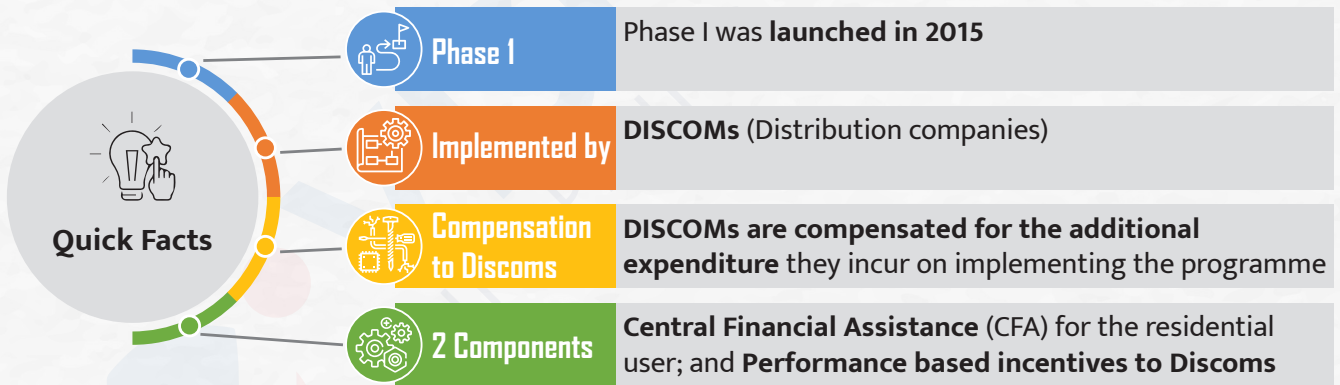 Quick Facts
Phase 1
Phase I was launched in 2015
Implemented by
DISCOMs (Distribution companies)
Compensation
to Discoms
DISCOMs are compensated for the additional
expenditure they incur on implementing the programme
2 Components
Central Financial Assistance (CFA) for the residential
user; and Performance based incentives to Discoms